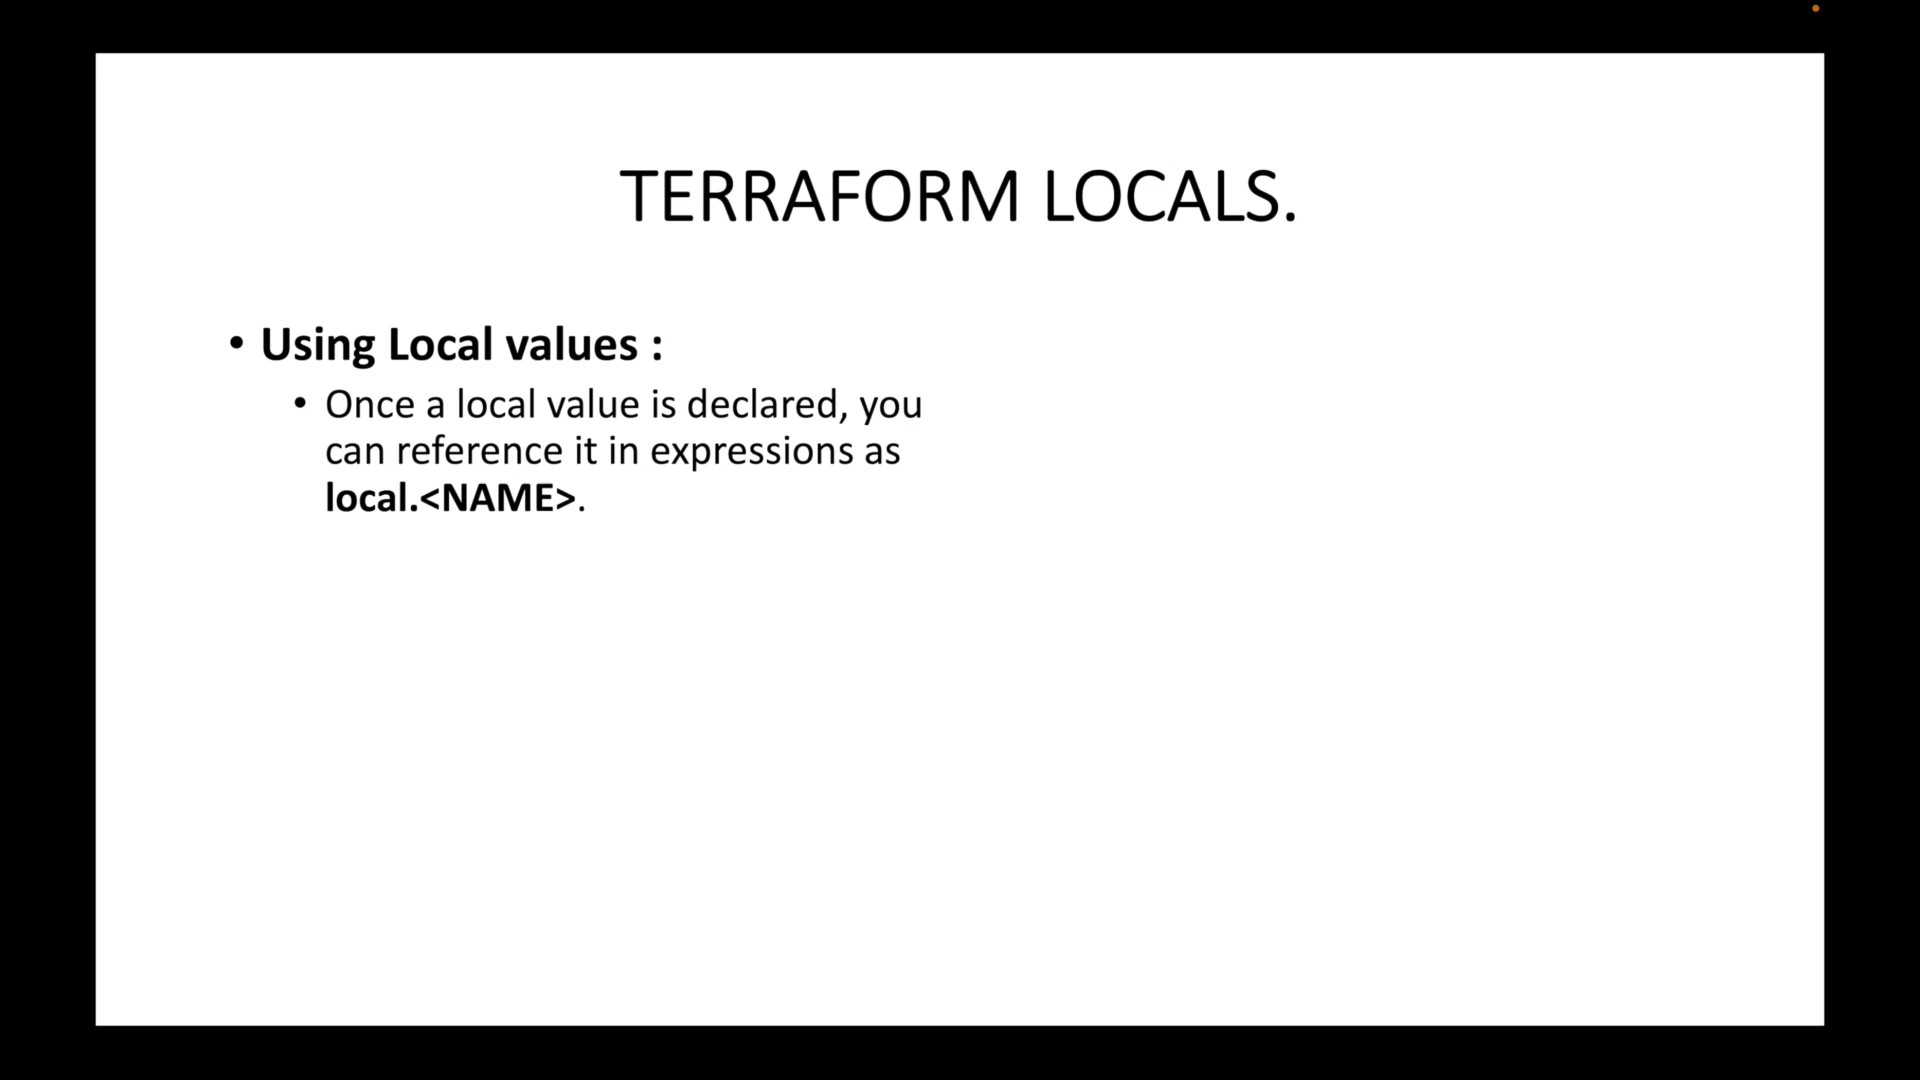 TERRAFORM LOCALS.
• Using Local values :
• Once a local value is declared, you
can reference it in expressions as
local.<NAME>.